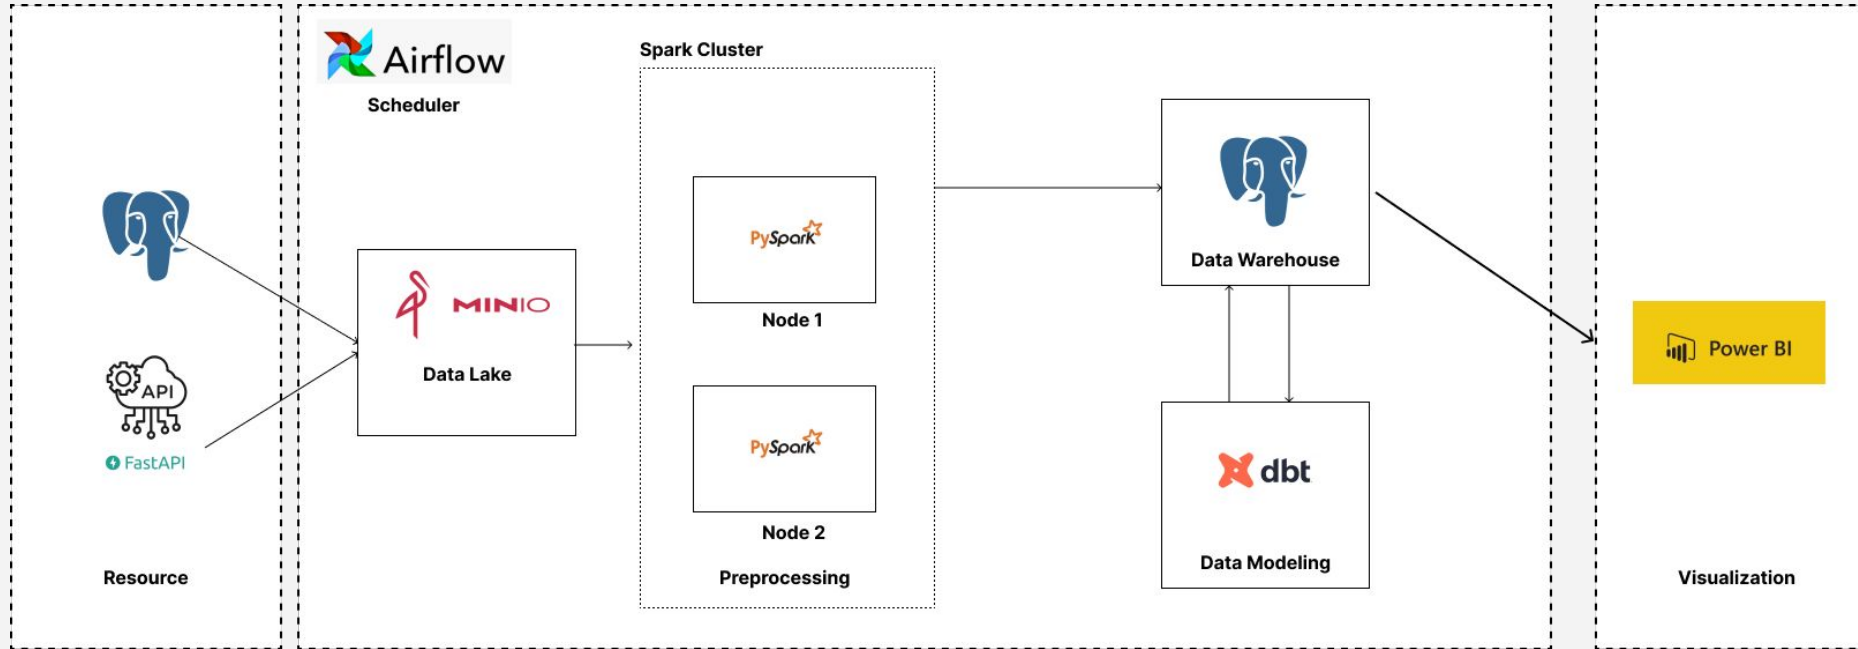 Airflow
Scheduler
Spark Cluster
API
FastAPI
Resource
MINIO
Data Lake
PySpark
Node 1
PySpark
Node 2
Preprocessing
Data Warehouse
dbt
Data Modeling
Power BI
Visualization